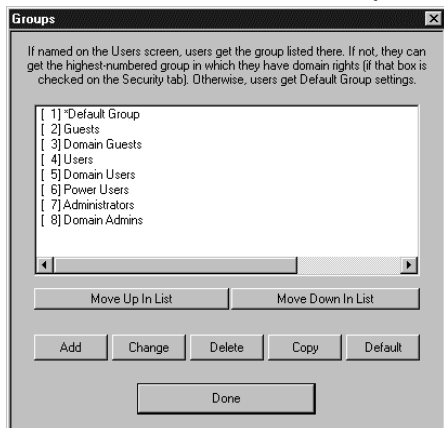 Groups
If named on the Users screen, users get the group listed there. If not, they can
get the highest-numbered group in which they have domain rights (if that box is
checked on the Security tab). Otherwise, users get Default Group settings.
[ 1] *Default Group
[ 2] Guests
[ 3] Domain Guests
[ 4] Users
[ 5] Domain Users
[ 6] Power Users
[ 7] Administrators
[ 8] Domain Admins
Move Up In List Move Down In List
Add Change Delete Copy Default
Done